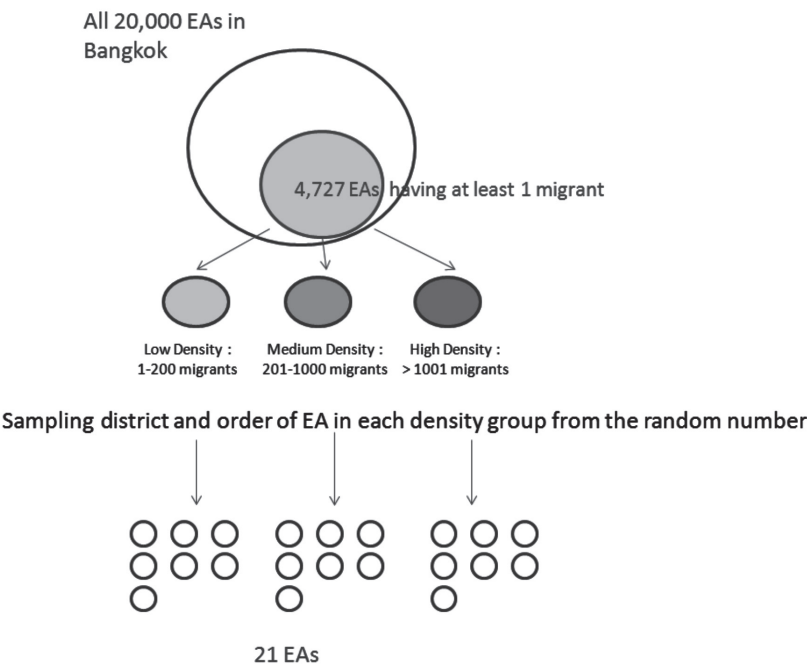 All 20,000 EAs in
Bangkok
4,727 EAs having at least 1 migrant
Low Density :
1-200 migrants
Medium Density :
201-1000 migrants
High Density :
> 1001 migrants
Sampling district and order of EA in each density group from the random number
21 EAs